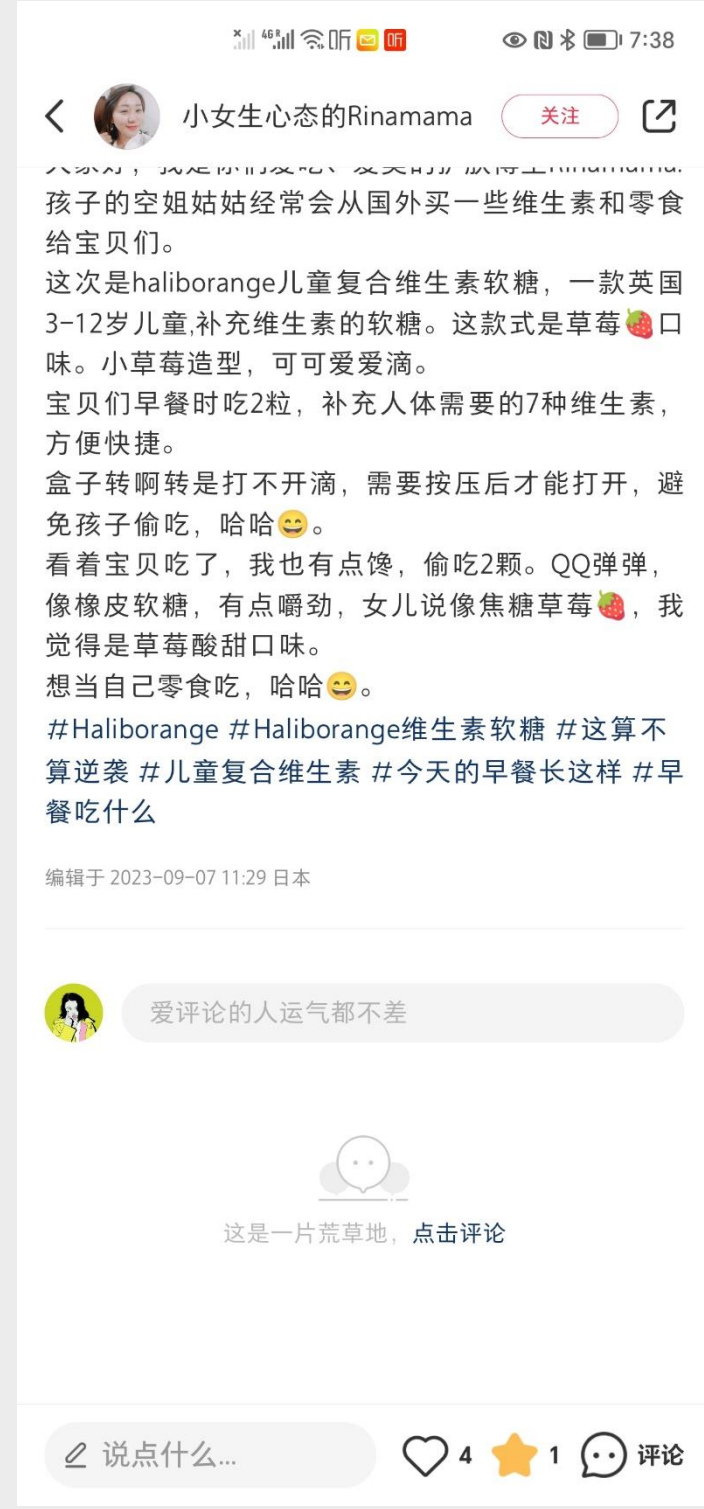 4G 听 听 7:38
小女生心态的Rinamama 关注
孩子的空姐姑姑经常会从国外买一些维生素和零食
给宝贝们。
这次是haliborange儿童复合维生素软糖，一款英国
3-12岁儿童,补充维生素的软糖。这款式是草莓🍓口
味。小草莓造型，可可爱爱滴。
宝贝们早餐时吃2粒，补充人体需要的7种维生素，
方便快捷。
盒子转啊转是打不开滴，需要按压后才能打开，避
免孩子偷吃，哈哈😄。
看着宝贝吃了，我也有点馋，偷吃2颗。QQ弹弹，
像橡皮软糖，有点嚼劲，女儿说像焦糖草莓🍓，我
觉得是草莓酸甜口味。
想当自己零食吃，哈哈😄。
#Haliborange #Haliborange维生素软糖 #这算不
算逆袭 #儿童复合维生素 #今天的早餐长这样 #早
餐吃什么
编辑于 2023-09-07 11:29 日本
爱评论的人运气都不差
这是一片荒草地，点击评论
说点什么... 4 1 评论